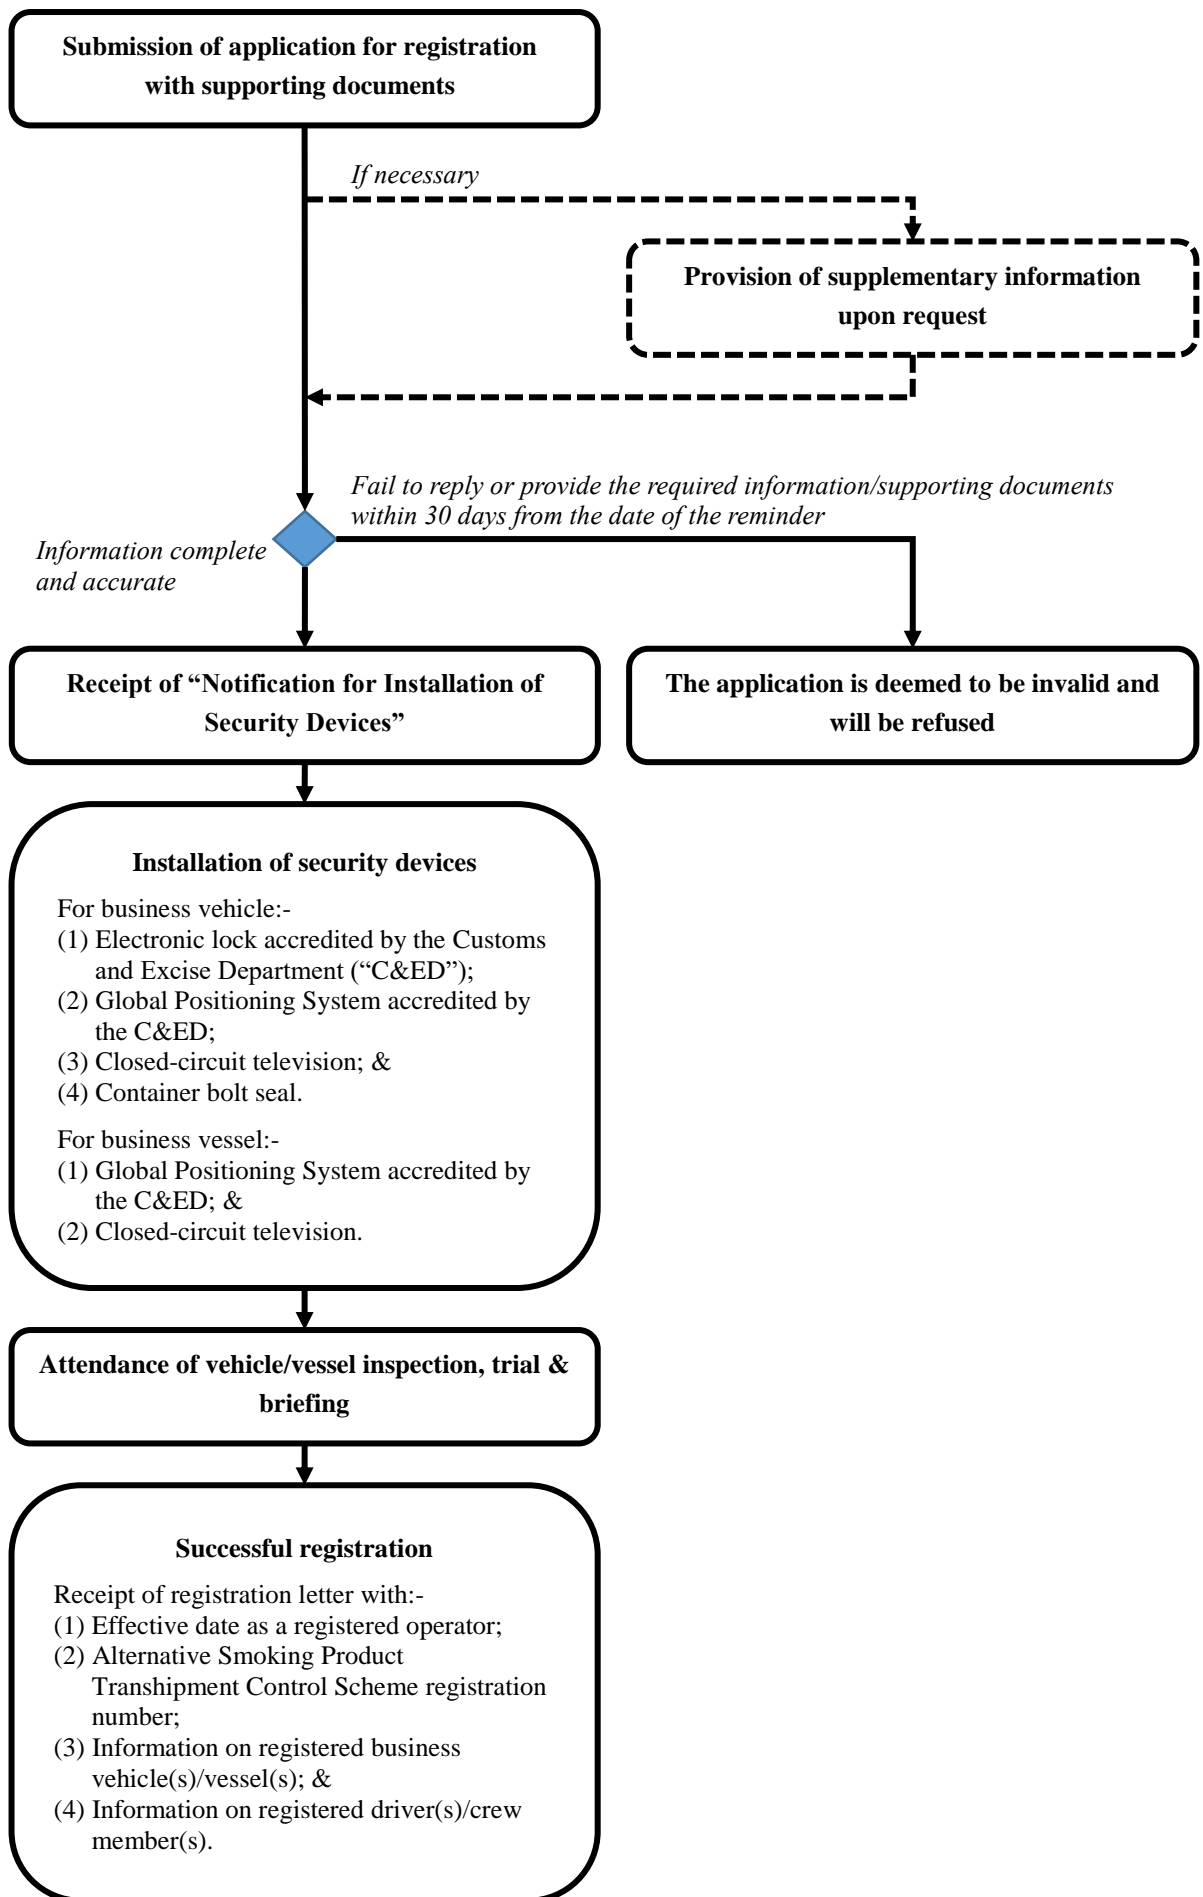 Submission of application for registration
with supporting documents
If necessary
Provision of supplementary information
upon request
Fail to reply or provide the required information/supporting documents
within 30 days from the date of the reminder
Information complete
and accurate
Receipt of “Notification for Installation of
Security Devices”
The application is deemed to be invalid and
will be refused
Installation of security devices
For business vehicle:-
(1) Electronic lock accredited by the Customs
and Excise Department (“C&ED”);
(2) Global Positioning System accredited by
the C&ED;
(3) Closed-circuit television; &
(4) Container bolt seal.
For business vessel:-
(1) Global Positioning System accredited by
the C&ED; &
(2) Closed-circuit television.
Attendance of vehicle/vessel inspection, trial &
briefing
Successful registration
Receipt of registration letter with:-
(1) Effective date as a registered operator;
(2) Alternative Smoking Product
Transhipment Control Scheme registration
number;
(3) Information on registered business
vehicle(s)/vessel(s); &
(4) Information on registered driver(s)/crew
member(s).